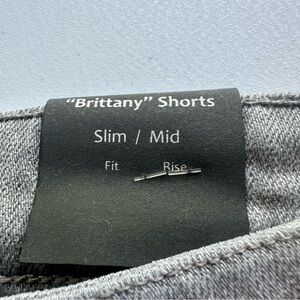 “Brittany” Shorts
Slim / Mid
Fit Rise